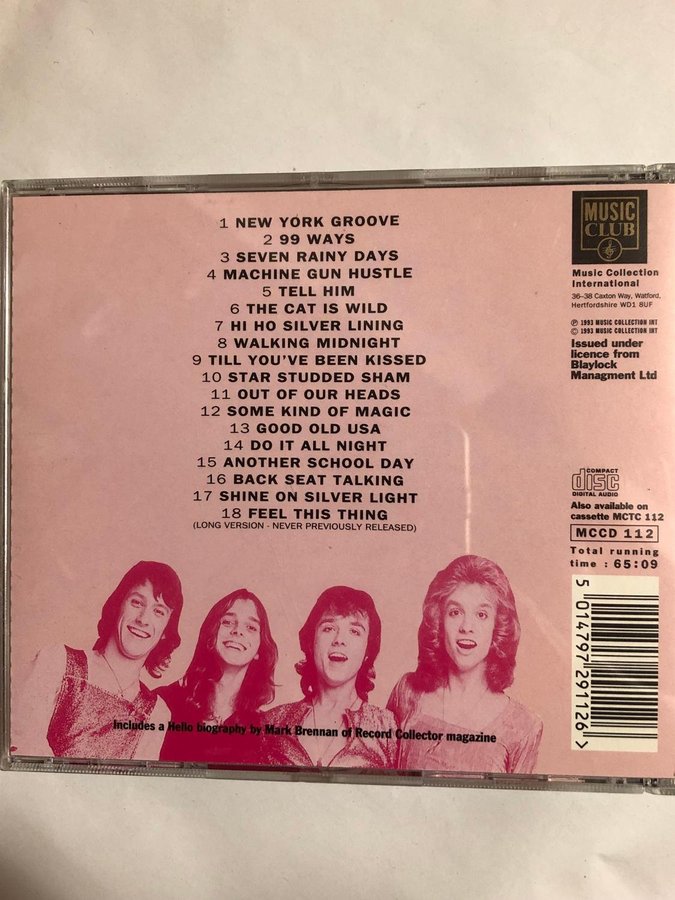 1 NEW YORK GROOVE
2 99 WAYS
3 SEVEN RAINY DAYS
4 MACHINE GUN HUSTLE
5 TELL HIM
6 THE CAT IS WILD
7 HI HO SILVER LINING
8 WALKING MIDNIGHT
9 TILL YOU'VE BEEN KISSED
10 STAR STUDDED SHAM
11 OUT OF OUR HEADS
12 SOME KIND OF MAGIC
13 GOOD OLD USA
14 DO IT ALL NIGHT
15 ANOTHER SCHOOL DAY
16 BACK SEAT TALKING
17 SHINE ON SILVER LIGHT
18 FEEL THIS THING
(LONG VERSION - NEVER PREVIOUSLY RELEASED)
Includes a Hello biography by Mark Brennan of Record Collector magazine
MUSIC
CLUB
Music Collection
International
36-38 Caxton Way, Watford,
Hertfordshire WD1 8UF
℗ 1993 MUSIC COLLECTION INT
© 1993 MUSIC COLLECTION INT
Issued under
licence from
Blaylock
Managment Ltd
COMPACT
disc
DIGITAL AUDIO
Also available on
cassette MCTC 112
MCCD 112
Total running
time : 65:09
5 014797 291126 >